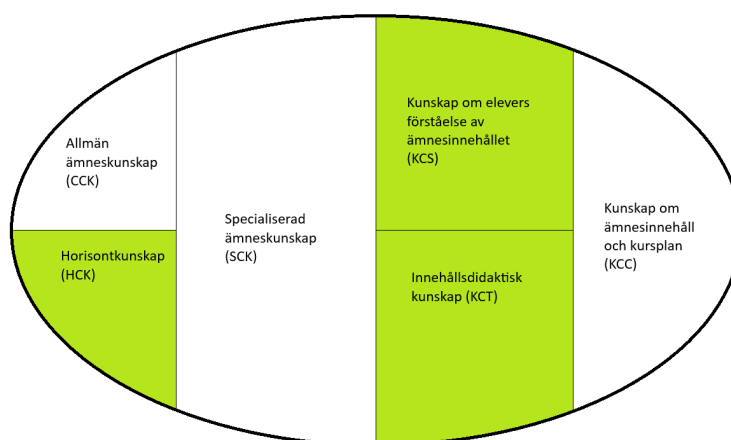 Allmän
ämneskunskap
(CCK)
Horisontkunskap
(HCK)
Specialiserad
ämneskunskap
(SCK)
Kunskap om elevers
förståelse av
ämnesinnehållet
(KCS)
Innehållsdidaktisk
kunskap (KCT)
Kunskap om
ämnesinnehåll
och kursplan
(KCC)